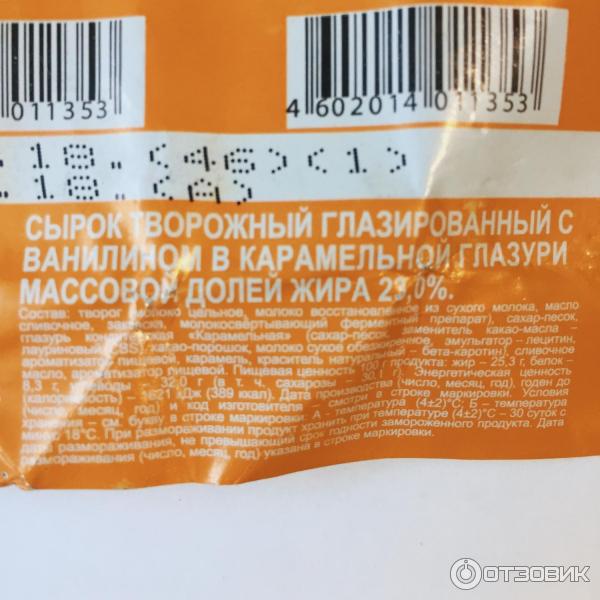 011353
4 602014 011353
.18. <46> <1>
.18. <A>
СЫРОК ТВОРОЖНЫЙ ГЛАЗИРОВАННЫЙ С
ВАНИЛИНОМ В КАРАМЕЛЬНОЙ ГЛАЗУРИ
МАССОВОЙ ДОЛЕЙ ЖИРА 29,0%.
Состав: творог молоко цельное, молоко восстановленное из сухого молока, масло
сливочное, закваска, молокосвёртывающий ферментный препарат), сахар-песок,
глазурь «Карамельная» (сахар-песок, заменитель какао-масла –
какао-порошок, молоко сухое обезжиренное, эмульгатор - лецитин,
ароматизатор пищевой, карамель, краситель натуральный - бета-каротин), сливочное
масло, ароматизатор пищевой. Пищевая ценность 100 г продукта: жир - 25,3 г, белок –
8,3 г, 32,0 г (в т. ч. сахарозы - 30,1 г). Энергетическая ценность
(калорийность) – кДж (389 ккал). Дата производства (число, месяц, год), годен до
(число, месяц, год) и код изготовителя - смотри в строке маркировки. Условия
хранения – см. букву в строке маркировки: А - температура (4±2)°С; Б – температура
минус 18°С. При размораживании продукт хранить при температуре (4±2)°С – 30 суток с
даты размораживания, не превышающий срок годности замороженного продукта. Дата
размораживания (число, месяц, год) указана в строке маркировки.
ОТЗОВИК